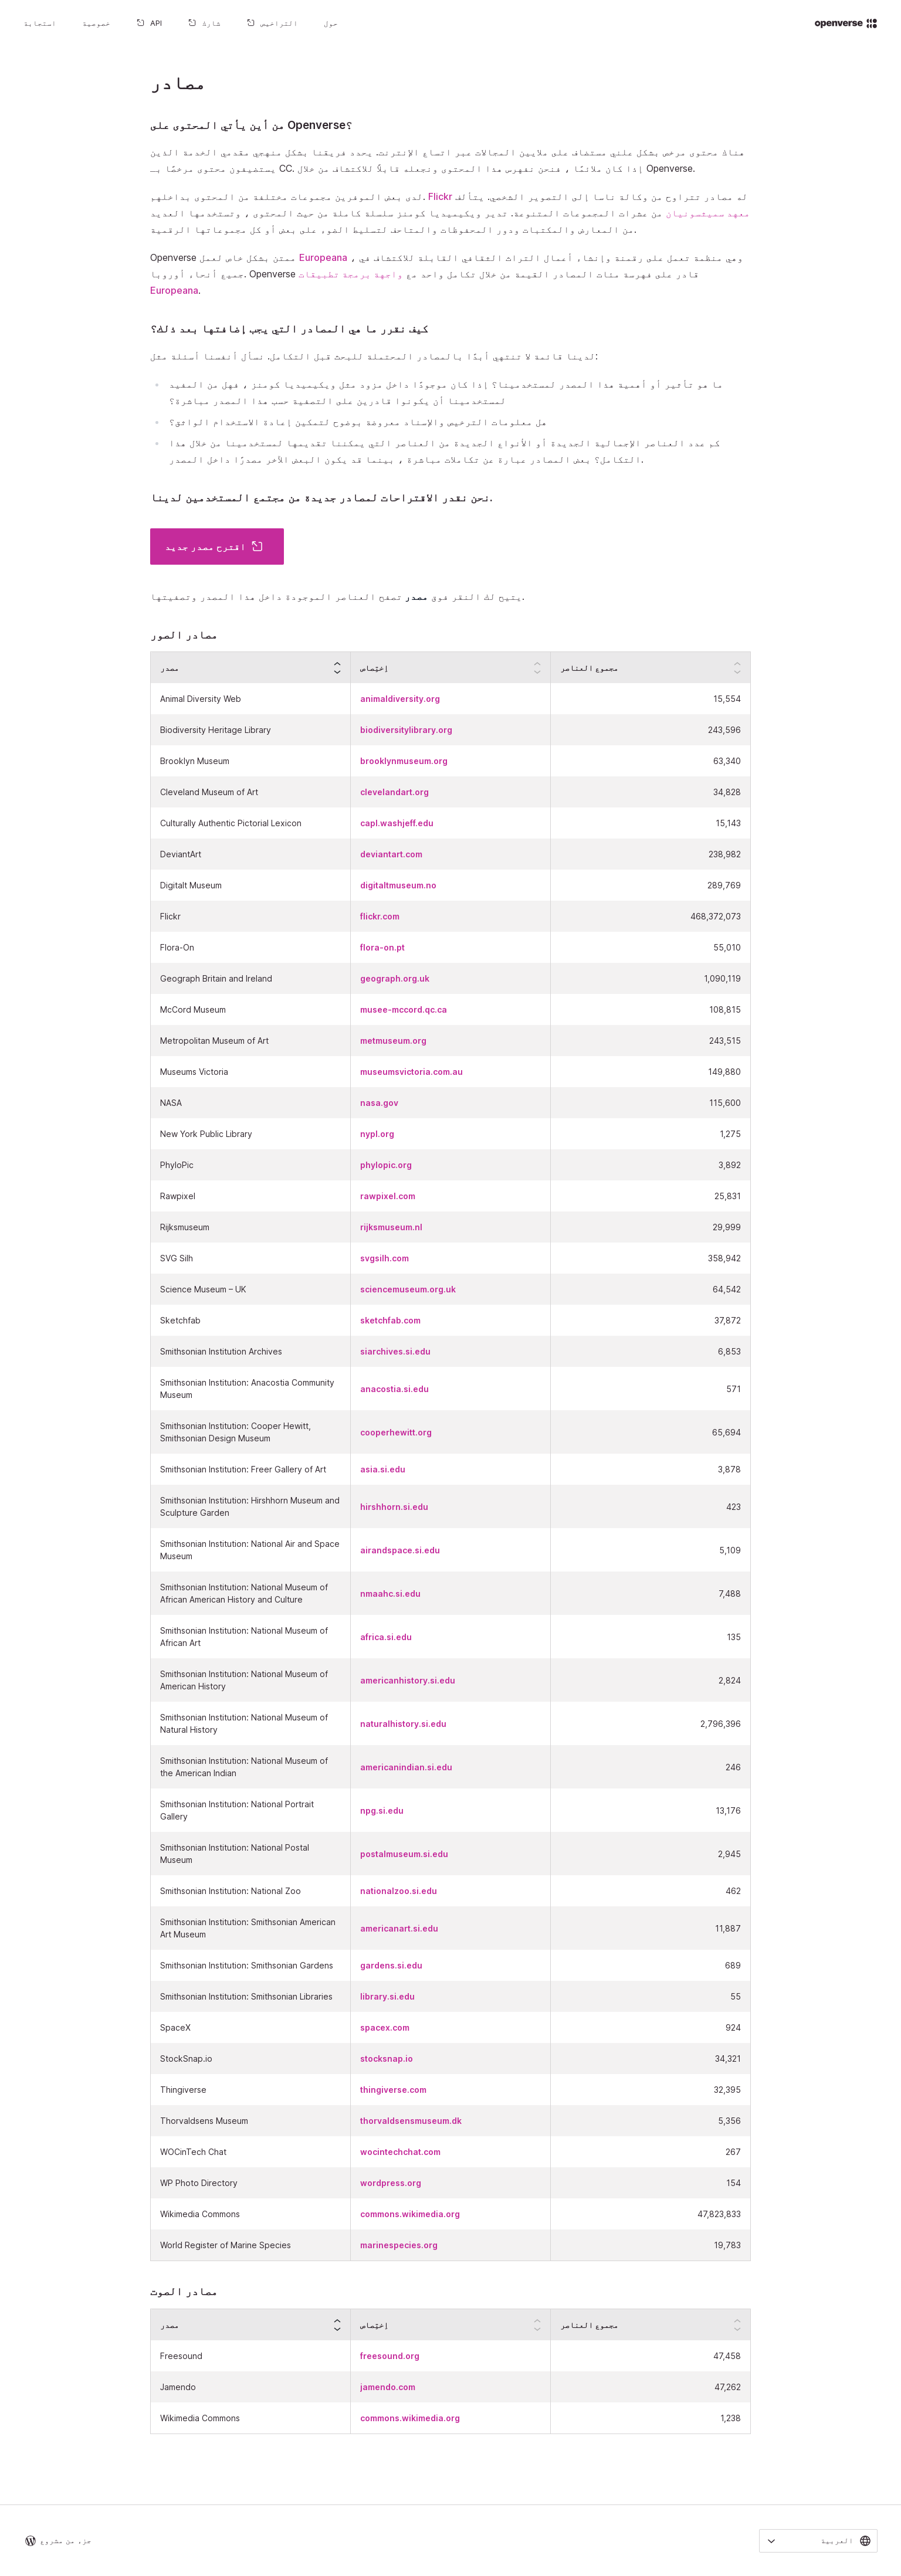 openverse
حول
التراخيص
شارك
API
خصوصية
استجابة
مصادر
من أين يأتي المحتوى على Openverse؟
هناك محتوى مرخص بشكل علني مستضاف على ملايين المجالات عبر اتساع الإنترنت. يحدد فريقنا بشكل منهجي مقدمي الخدمة الذين
يستضيفون محتوى مرخصًا بـ CC. إذا كان ملائمًا ، فنحن نفهرس هذا المحتوى ونجعله قابلاً للاكتشاف من خلال Openverse.
لدى بعض الموفرين مجموعات مختلفة من المحتوى بداخلهم. Flickr له مصادر تتراوح من وكالة ناسا إلى التصوير الشخصي. يتألف
معهد سميثسونيان من عشرات المجموعات المتنوعة. تدير ويكيميديا كومنز سلسلة كاملة من حيث المحتوى ، وتستخدمها العديد
من المعارض والمكتبات ودور المحفوظات والمتاحف لتسليط الضوء على بعض أو كل مجموعاتها الرقمية.
Openverse ممتن بشكل خاص لعمل Europeana ، وهي منظمة تعمل على رقمنة وإنشاء أعمال التراث الثقافي القابلة للاكتشاف في
جميع أنحاء أوروبا. Openverse قادر على فهرسة مئات المصادر القيمة من خلال تكامل واحد مع واجهة برمجة تطبيقات
Europeana.
كيف نقرر ما هي المصادر التي يجب إضافتها بعد ذلك؟
لدينا قائمة لا تنتهي أبدًا بالمصادر المحتملة للبحث قبل التكامل. نسأل أنفسنا أسئلة مثل:
ما هو تأثير أو أهمية هذا المصدر لمستخدمينا؟ إذا كان موجودًا داخل مزود مثل ويكيميديا كومنز ، فهل من المفيد
لمستخدمينا أن يكونوا قادرين على التصفية حسب هذا المصدر مباشرة؟
هل معلومات الترخيص والإسناد معروضة بوضوح لتمكين إعادة الاستخدام الواثق؟
كم عدد العناصر الإجمالية الجديدة أو الأنواع الجديدة من العناصر التي يمكننا تقديمها لمستخدمينا من خلال هذا
التكامل؟ بعض المصادر عبارة عن تكاملات مباشرة ، بينما قد يكون البعض الآخر مصدرًا داخل المصدر.
نحن نقدر الاقتراحات لمصادر جديدة من مجتمع المستخدمين لدينا.
اقترح مصدر جديد
يتيح لك النقر فوق مصدر تصفح العناصر الموجودة داخل هذا المصدر وتصفيتها.
مصادر الصور
مصدر إختِصاص مجموع العناصر
Animal Diversity Web animaldiversity.org 15,554
Biodiversity Heritage Library biodiversitylibrary.org 243,596
Brooklyn Museum brooklynmuseum.org 63,340
Cleveland Museum of Art clevelandart.org 34,828
Culturally Authentic Pictorial Lexicon capl.washjeff.edu 15,143
DeviantArt deviantart.com 238,982
Digitalt Museum digitaltmuseum.no 289,769
Flickr flickr.com 468,372,073
Flora-On flora-on.pt 55,010
Geograph Britain and Ireland geograph.org.uk 1,090,119
McCord Museum musee-mccord.qc.ca 108,815
Metropolitan Museum of Art metmuseum.org 243,515
Museums Victoria museumsvictoria.com.au 149,880
NASA nasa.gov 115,600
New York Public Library nypl.org 1,275
PhyloPic phylopic.org 3,892
Rawpixel rawpixel.com 25,831
Rijksmuseum rijksmuseum.nl 29,999
SVG Silh svgsilh.com 358,942
Science Museum – UK sciencemuseum.org.uk 64,542
Sketchfab sketchfab.com 37,872
Smithsonian Institution Archives siarchives.si.edu 6,853
Smithsonian Institution: Anacostia Community
Museum anacostia.si.edu 571
Smithsonian Institution: Cooper Hewitt,
Smithsonian Design Museum cooperhewitt.org 65,694
Smithsonian Institution: Freer Gallery of Art asia.si.edu 3,878
Smithsonian Institution: Hirshhorn Museum and
Sculpture Garden hirshhorn.si.edu 423
Smithsonian Institution: National Air and Space
Museum airandspace.si.edu 5,109
Smithsonian Institution: National Museum of
African American History and Culture nmaahc.si.edu 7,488
Smithsonian Institution: National Museum of
African Art africa.si.edu 135
Smithsonian Institution: National Museum of
American History americanhistory.si.edu 2,824
Smithsonian Institution: National Museum of
Natural History naturalhistory.si.edu 2,796,396
Smithsonian Institution: National Museum of
the American Indian americanindian.si.edu 246
Smithsonian Institution: National Portrait
Gallery npg.si.edu 13,176
Smithsonian Institution: National Postal
Museum postalmuseum.si.edu 2,945
Smithsonian Institution: National Zoo nationalzoo.si.edu 462
Smithsonian Institution: Smithsonian American
Art Museum americanart.si.edu 11,887
Smithsonian Institution: Smithsonian Gardens gardens.si.edu 689
Smithsonian Institution: Smithsonian Libraries library.si.edu 55
SpaceX spacex.com 924
StockSnap.io stocksnap.io 34,321
Thingiverse thingiverse.com 32,395
Thorvaldsens Museum thorvaldsensmuseum.dk 5,356
WOCinTech Chat wocintechchat.com 267
WP Photo Directory wordpress.org 154
Wikimedia Commons commons.wikimedia.org 47,823,833
World Register of Marine Species marinespecies.org 19,783
مصادر الصوت
مصدر إختِصاص مجموع العناصر
Freesound freesound.org 47,458
Jamendo jamendo.com 47,262
Wikimedia Commons commons.wikimedia.org 1,238
جزء من مشروع
العربية